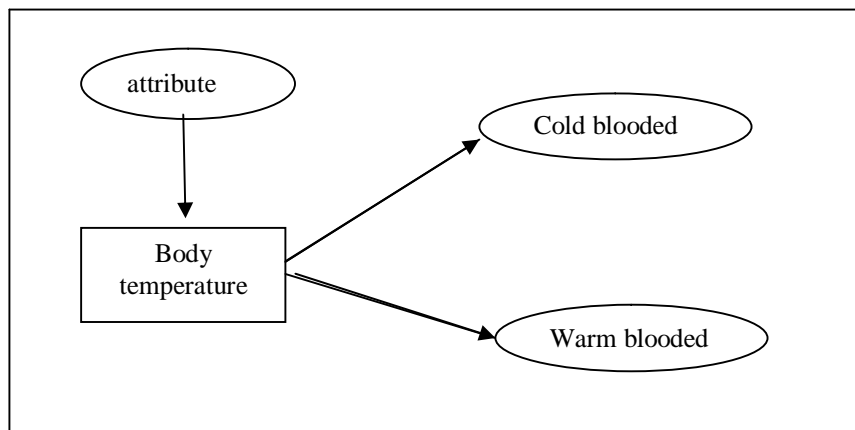 attribute
Cold blooded
Body
temperature
Warm blooded